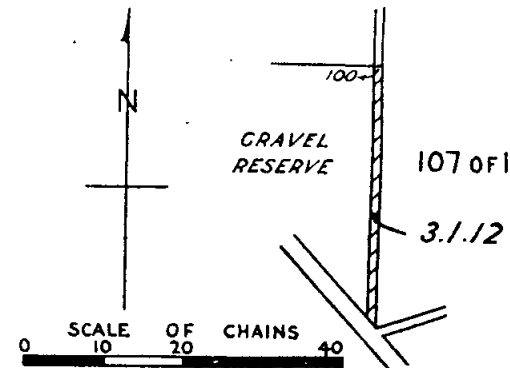 100
N
GRAVEL
RESERVE
107 OF 1
3.1.12
SCALE OF CHAINS
0 10 20 40